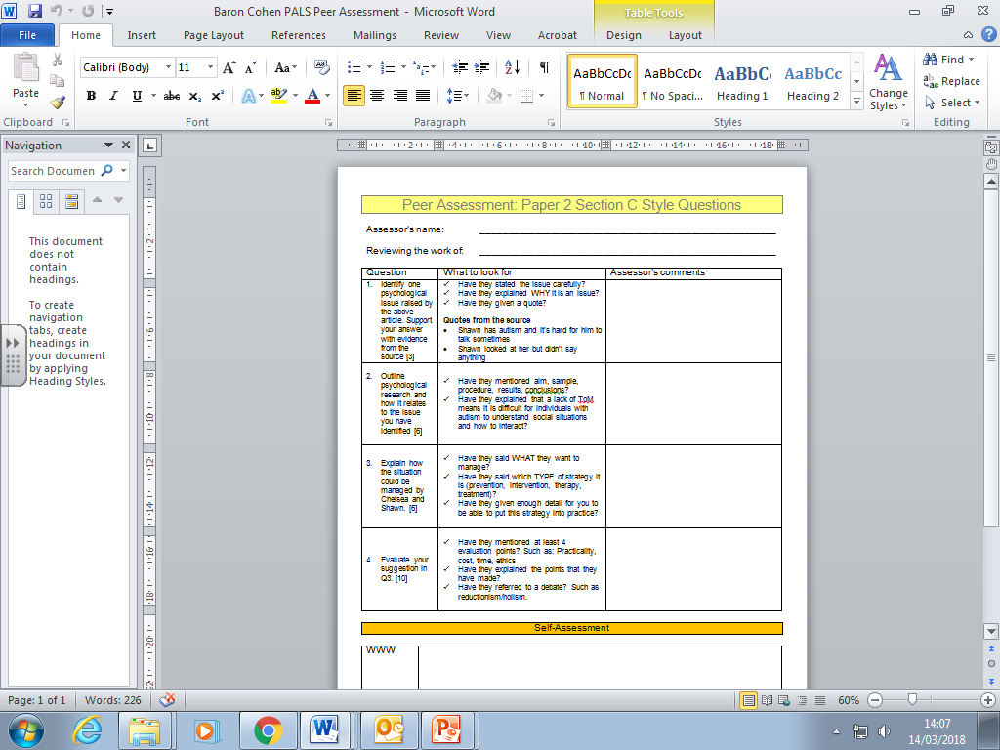 Baron Cohen PALS Peer Assessment - Microsoft Word
Table Tools
File Home Insert Page Layout References Mailings Review View Acrobat Design Layout
Paste
Calibri (Body) 11
AaBbCcDc AaBbCcDc AaBbC AaBbCc
¶ Normal ¶ No Spaci... Heading 1 Heading 2
Change
Styles
Find
Replace
Select
Clipboard Font Paragraph Styles Editing
Navigation
Search Documen
This document
does not
contain
headings.
To create
navigation
tabs, create
headings in
your document
by applying
Heading Styles.
Peer Assessment: Paper 2 Section C Style Questions
Assessor's name:
Reviewing the work of:
Question What to look for Assessor's comments
1. Identify one
psychological
issue raised by
the above
article. Support
your answer
with evidence
from the
source [3]
✓ Have they stated the issue carefully?
✓ Have they explained WHY it is an issue?
✓ Have they given a quote?
Quotes from the source
• Shawn has autism and it's hard for him to
talk sometimes
• Shawn looked at her but didn't say
anything
2. Outline
psychological
research and
how it relates
to the issue
you have
identified [6]
✓ Have they mentioned aim, sample,
procedure, results, conclusions?
✓ Have they explained that a lack of ToM
means it is difficult for individuals with
autism to understand social situations
and how to interact?
3. Explain how
the situation
could be
managed by
Chelsea and
Shawn. [6]
✓ Have they said WHAT they want to
manage?
✓ Have they said which TYPE of strategy it
is (prevention, intervention, therapy,
treatment)?
✓ Have they given enough detail for you to
be able to put this strategy into practice?
4. Evaluate your
suggestion in
Q3. [10]
✓ Have they mentioned at least 4
evaluation points? Such as: Practicality,
cost, time, ethics
✓ Have they explained the points that they
have made?
✓ Have they referred to a debate? Such as
reductionism/holism.
Self-Assessment
WWW
Page: 1 of 1 Words: 226 60%
14:07
14/03/2018